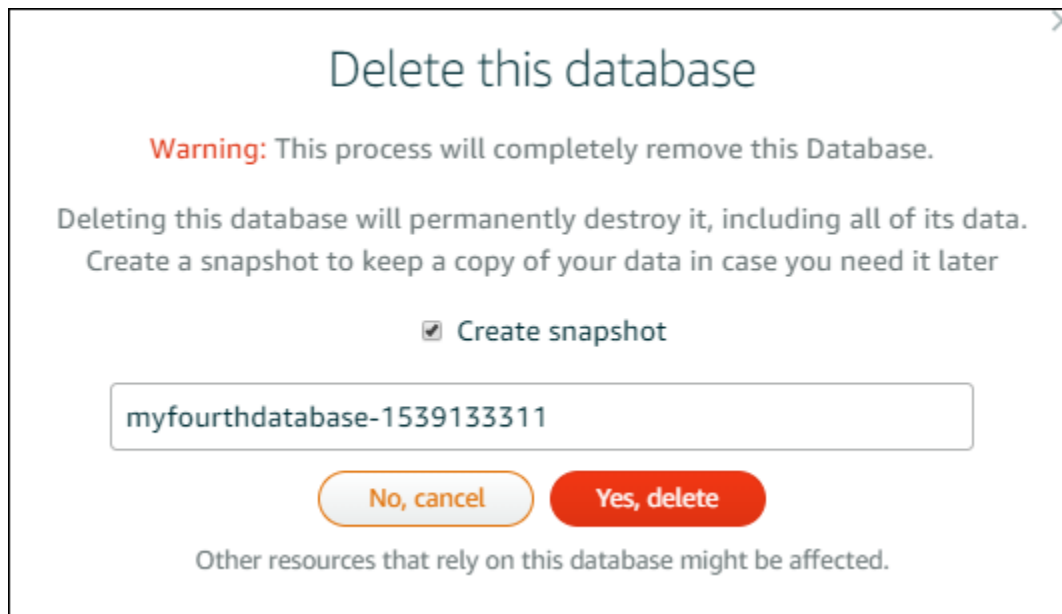 Delete this database
Warning: This process will completely remove this Database.
Deleting this database will permanently destroy it, including all of its data.
Create a snapshot to keep a copy of your data in case you need it later
Create snapshot
myfourthdatabase-1539133311
No, cancel
Yes, delete
Other resources that rely on this database might be affected.